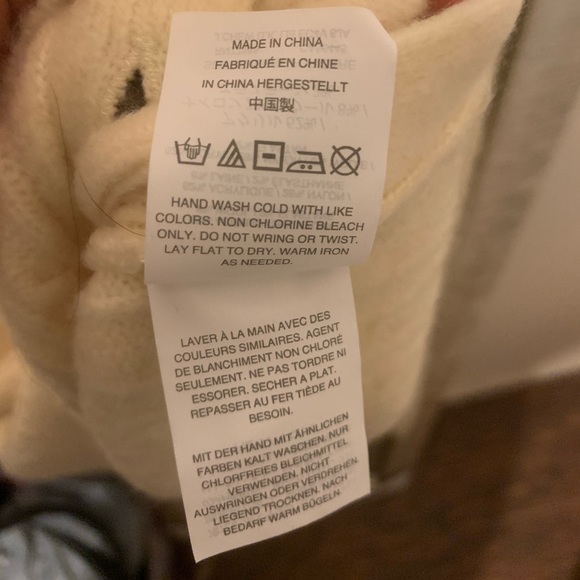 MADE IN CHINA
FABRIQUÉ EN CHINE
IN CHINA HERGESTELLT
中国製
HAND WASH COLD WITH LIKE
COLORS. NON CHLORINE BLEACH
ONLY. DO NOT WRING OR TWIST.
LAY FLAT TO DRY. WARM IRON
AS NEEDED.
LAVER À LA MAIN AVEC DES
COULEURS SIMILAIRES. AGENT
DE BLANCHIMENT NON CHLORÉ
SEULEMENT. NE PAS TORDRE NI
ESSORER. SECHER A PLAT.
REPASSER AU FER TIÈDE AU
BESOIN.
MIT DER HAND MIT ÄHNLICHEN
FARBEN KALT WASCHEN. NUR
CHLORFREIES BLEICHMITTEL
VERWENDEN. NICHT
AUSWRINGEN ODER VERDREHEN.
LIEGEND TROCKNEN. NACH
BEDARF WARM BÜGELN.